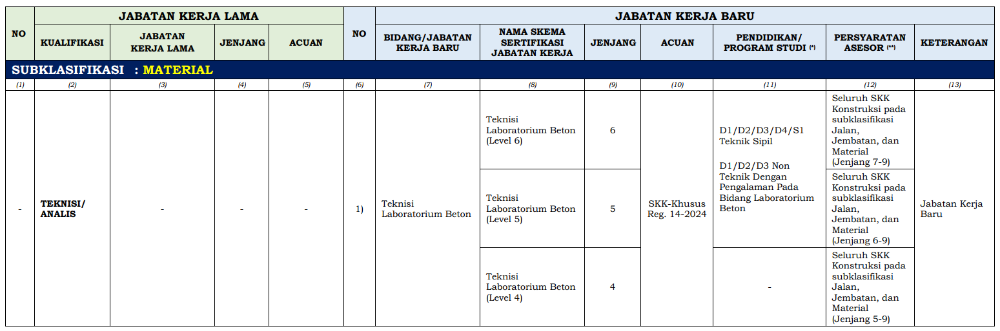 JABATAN KERJA LAMA
JABATAN KERJA BARU
NO
KUALIFIKASI
JABATAN
KERJA LAMA
JENJANG
ACUAN
NO
BIDANG/JABATAN
KERJA BARU
NAMA SKEMA
SERTIFIKASI
JABATAN KERJA
JENJANG
ACUAN
PENDIDIKAN/
PROGRAM STUDI (*)
PERSYARATAN
ASESOR (**)
KETERANGAN
SUBKLASIFIKASI : MATERIAL
(1) (2) (3) (4) (5) (6) (7) (8) (9) (10) (11) (12) (13)
-
TEKNISI/
ANALIS
-
-
-
1)
Teknisi
Laboratorium Beton
Teknisi
Laboratorium Beton
(Level 6)
6
SKK-Khusus
Reg. 14-2024
D1/D2/D3/D4/S1
Teknik Sipil
D1/D2/D3 Non
Teknik Dengan
Pengalaman Pada
Bidang Laboratorium
Beton
Seluruh SKK
Konstruksi pada
subklasifikasi
Jalan,
Jembatan, dan
Material
(Jenjang 7-9)
Jabatan Kerja
Baru
Teknisi
Laboratorium Beton
(Level 5)
5
Seluruh SKK
Konstruksi pada
subklasifikasi
Jalan,
Jembatan, dan
Material
(Jenjang 6-9)
Teknisi
Laboratorium Beton
(Level 4)
4
-
Seluruh SKK
Konstruksi pada
subklasifikasi
Jalan,
Jembatan, dan
Material
(Jenjang 5-9)